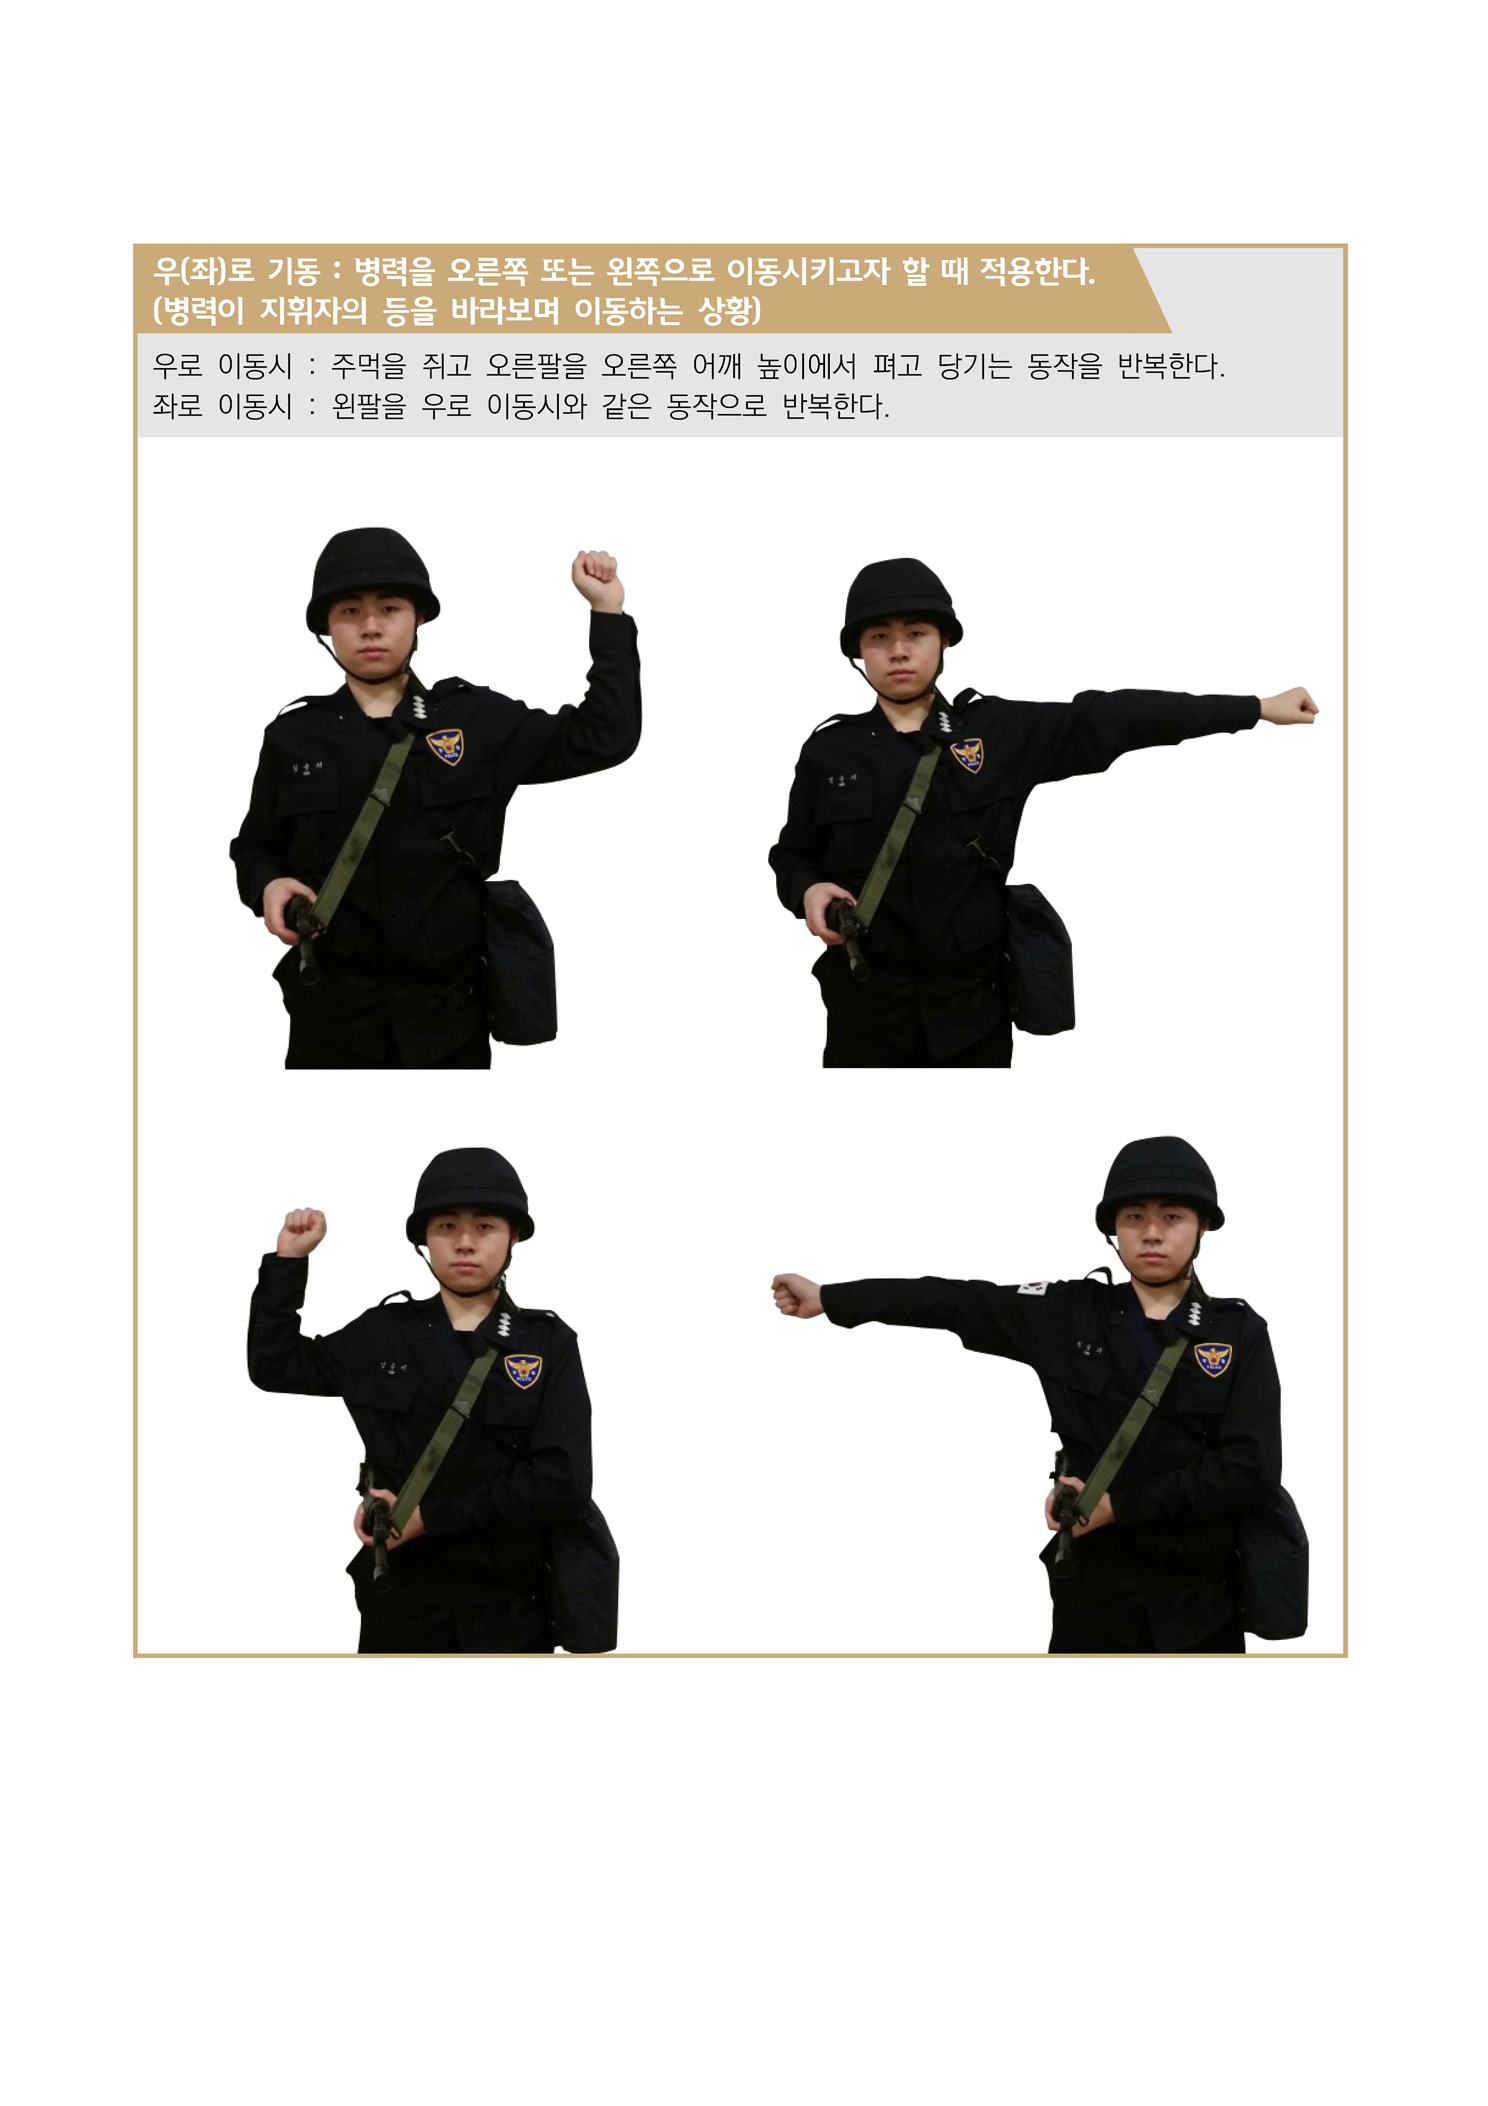 우(좌)로 기동 : 병력을 오른쪽 또는 왼쪽으로 이동시키고자 할 때 적용한다.
(병력이 지휘자의 등을 바라보며 이동하는 상황)
우로 이동시 : 주먹을 쥐고 오른팔을 오른쪽 어깨 높이에서 펴고 당기는 동작을 반복한다.
좌로 이동시 : 왼팔을 우로 이동시와 같은 동작으로 반복한다.